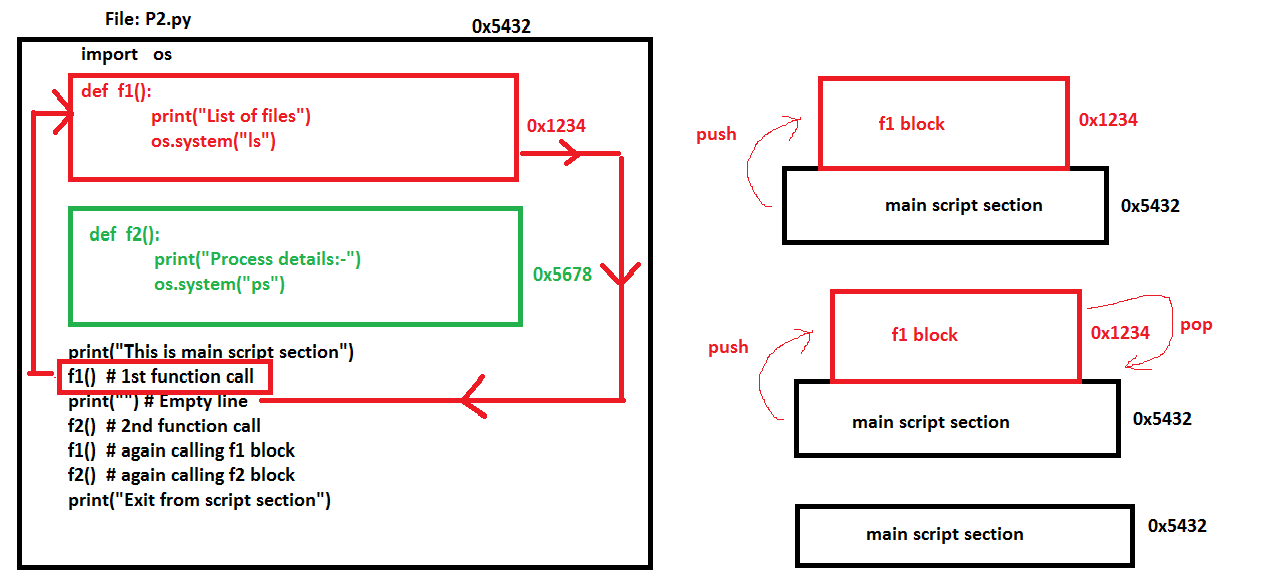 File: P2.py
0x5432
import os
def f1():
print("List of files")
os.system("ls")
0x1234
def f2():
print("Process details:-")
os.system("ps")
0x5678
print("This is main script section")
f1() # 1st function call
print("") # Empty line
f2() # 2nd function call
f1() # again calling f1 block
f2() # again calling f2 block
print("Exit from script section")
push
f1 block
0x1234
main script section
0x5432
push
f1 block
0x1234
pop
main script section
0x5432
main script section
0x5432